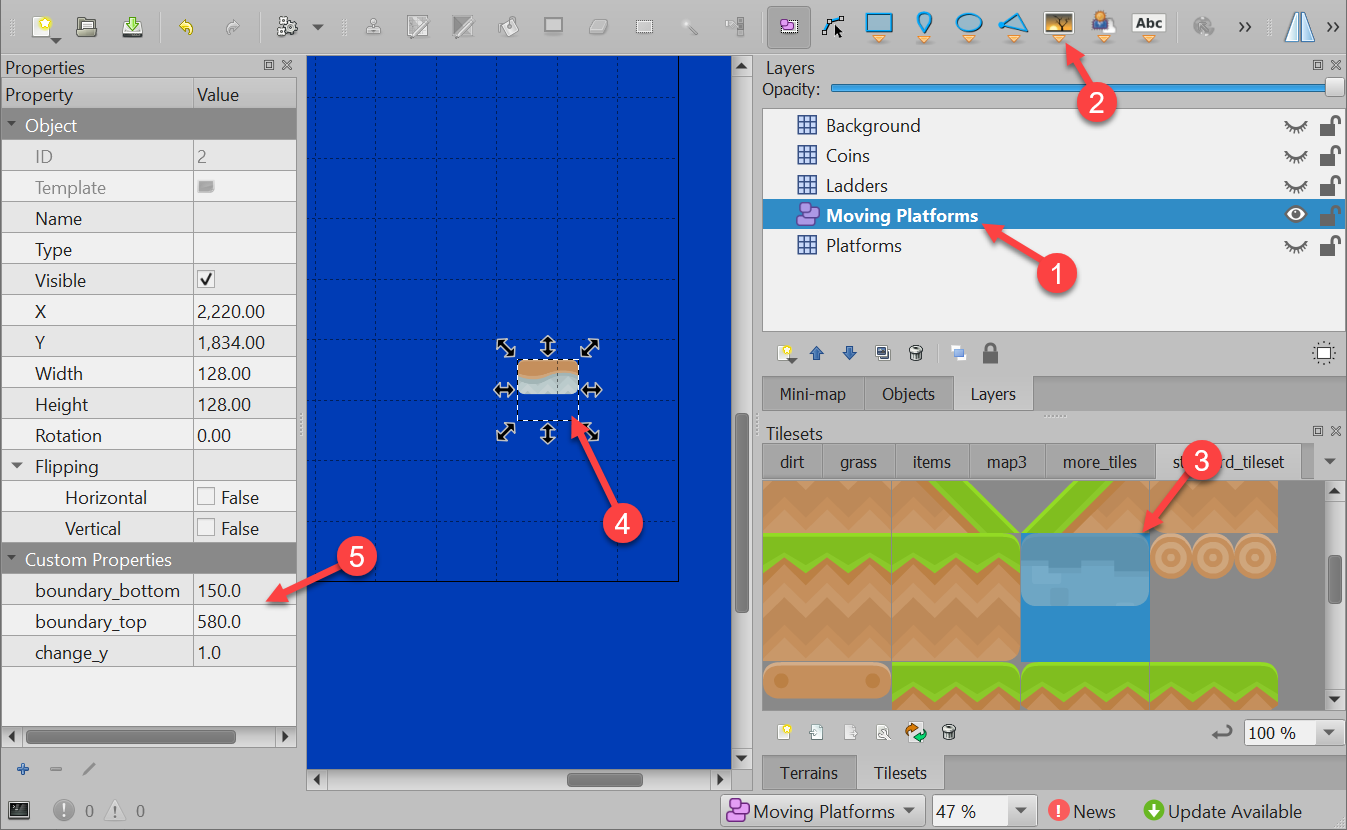 Abc
Properties
Property Value
Object
ID 2
Template
Name
Type
Visible
X 2,220.00
Y 1,834.00
Width 128.00
Height 128.00
Rotation 0.00
Flipping
Horizontal False
Vertical False
Custom Properties
boundary_bottom 150.0
boundary_top 580.0
change_y 1.0
5
4
Layers
Opacity:
2
Background
Coins
Ladders
Moving Platforms
Platforms
1
Mini-map Objects Layers
Tilesets
dirt grass items map3 more_tiles
3
Terrains Tilesets
100 %
0 0
Moving Platforms 47 % News Update Available